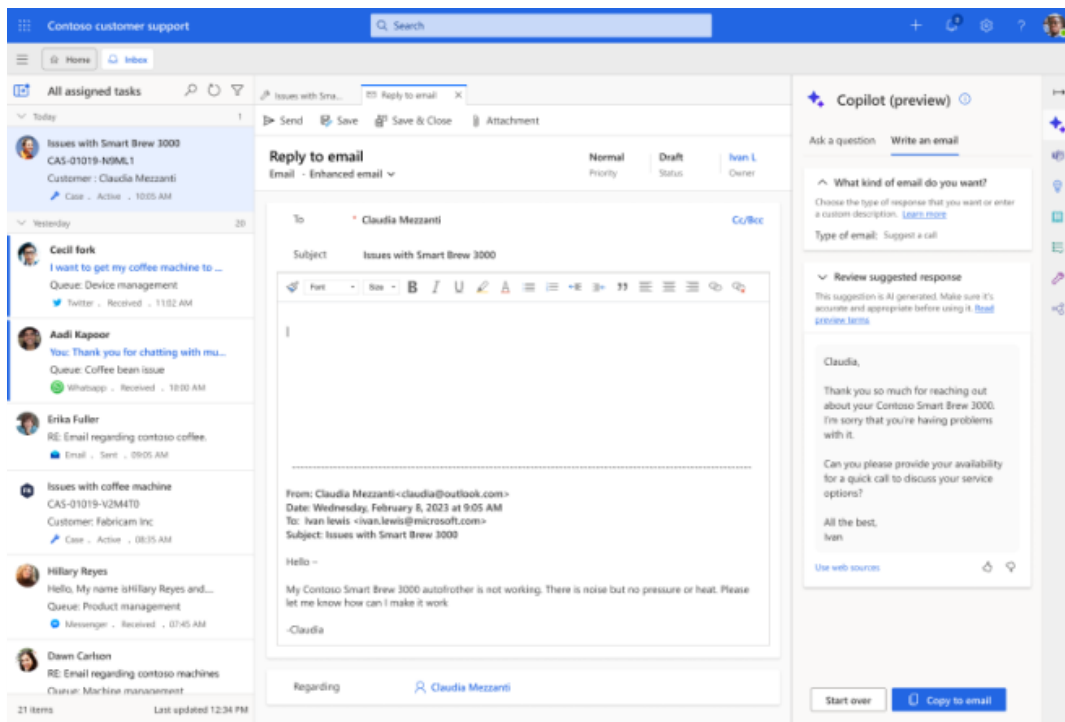 Contoso customer support
Search
Home
Inbox
All assigned tasks
Today
1
Issues with Smart Brew 3000
CAS-01019-N9ML1
Customer : Claudia Mezzanti
Case . Active . 10:05 AM
Yesterday
20
Cecil fork
I want to get my coffee machine to ...
Queue: Device management
Twitter . Received . 11:02 AM
Aadi Kapoor
You: Thank you for chatting with mu...
Queue: Coffee bean issue
Whatsapp . Received . 10:00 AM
Erika Fuller
RE: Email regarding contoso coffee.
Email . Sent . 09:05 AM
Issues with coffee machine
CAS-01019-V2M4T0
Customer: Fabricam Inc
Case . Active . 08:35 AM
Hillary Reyes
Hello, My name isHillary Reyes and....
Queue: Product management
Messenger . Received . 07:45 AM
Dawn Carlson
RE: Email regarding contoso machines
Queue: Machine management
21 items
Last updated 12:34 PM
Issues with Sma...
Reply to email
Send
Save
Save & Close
Attachment
Reply to email
Email · Enhanced email
Normal
Priority
Draft
Status
Ivan L
Owner
To
* Claudia Mezzanti
Cc/Bcc
Subject
Issues with Smart Brew 3000
Font
Size
B I U A
From: Claudia Mezzanti<claudia@outlook.com>
Date: Wednesday, February 8, 2023 at 9:05 AM
To: Ivan lewis <ivan.lewis@microsoft.com>
Subject: Issues with Smart Brew 3000
Hello –
My Contoso Smart Brew 3000 autofrother is not working. There is noise but no pressure or heat. Please
let me know how can I make it work
-Claudia
Regarding
Claudia Mezzanti
Copilot (preview)
Ask a question
Write an email
What kind of email do you want?
Choose the type of response that you want or enter
a custom description. Learn more
Type of email: Suggest a call
Review suggested response
This suggestion is AI generated. Make sure it's
accurate and appropriate before using it. Read
preview terms
Claudia,
Thank you so much for reaching out
about your Contoso Smart Brew 3000.
I'm sorry that you're having problems
with it.
Can you please provide your availability
for a quick call to discuss your service
options?
All the best,
Ivan
Use web sources
Start over
Copy to email